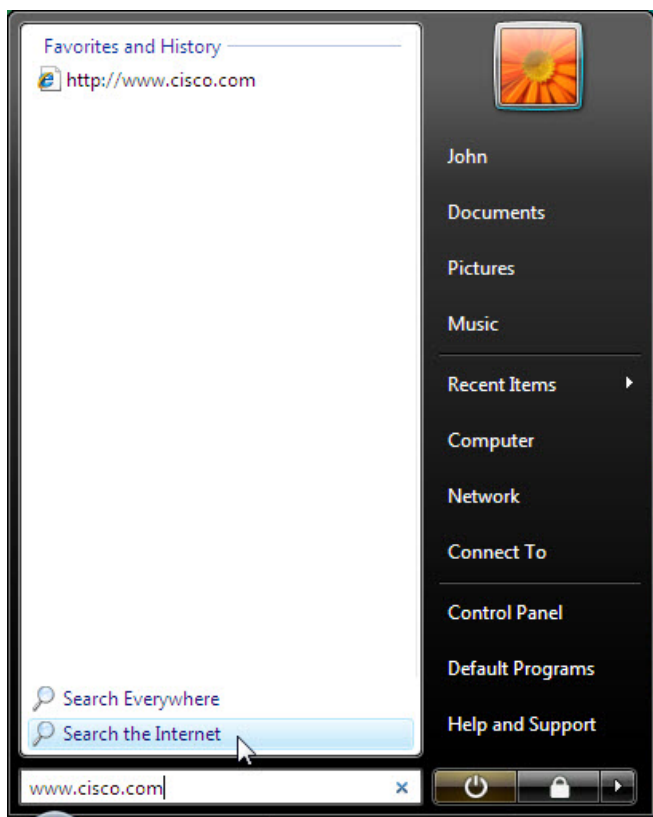 Favorites and History
http://www.cisco.com
Search Everywhere
Search the Internet
www.cisco.com
John
Documents
Pictures
Music
Recent Items
Computer
Network
Connect To
Control Panel
Default Programs
Help and Support